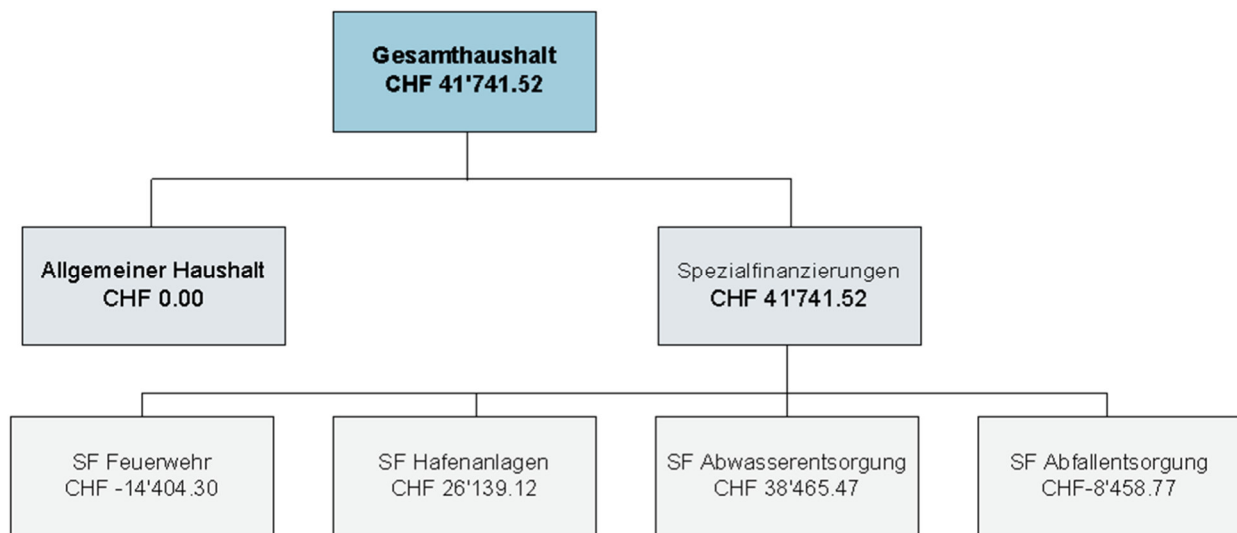 Gesamthaushalt
CHF 41'741.52
Allgemeiner Haushalt
CHF 0.00
Spezialfinanzierungen
CHF 41'741.52
SF Feuerwehr
CHF -14'404.30
SF Hafenanlagen
CHF 26'139.12
SF Abwasserentsorgung
CHF 38'465.47
SF Abfallentsorgung
CHF-8'458.77